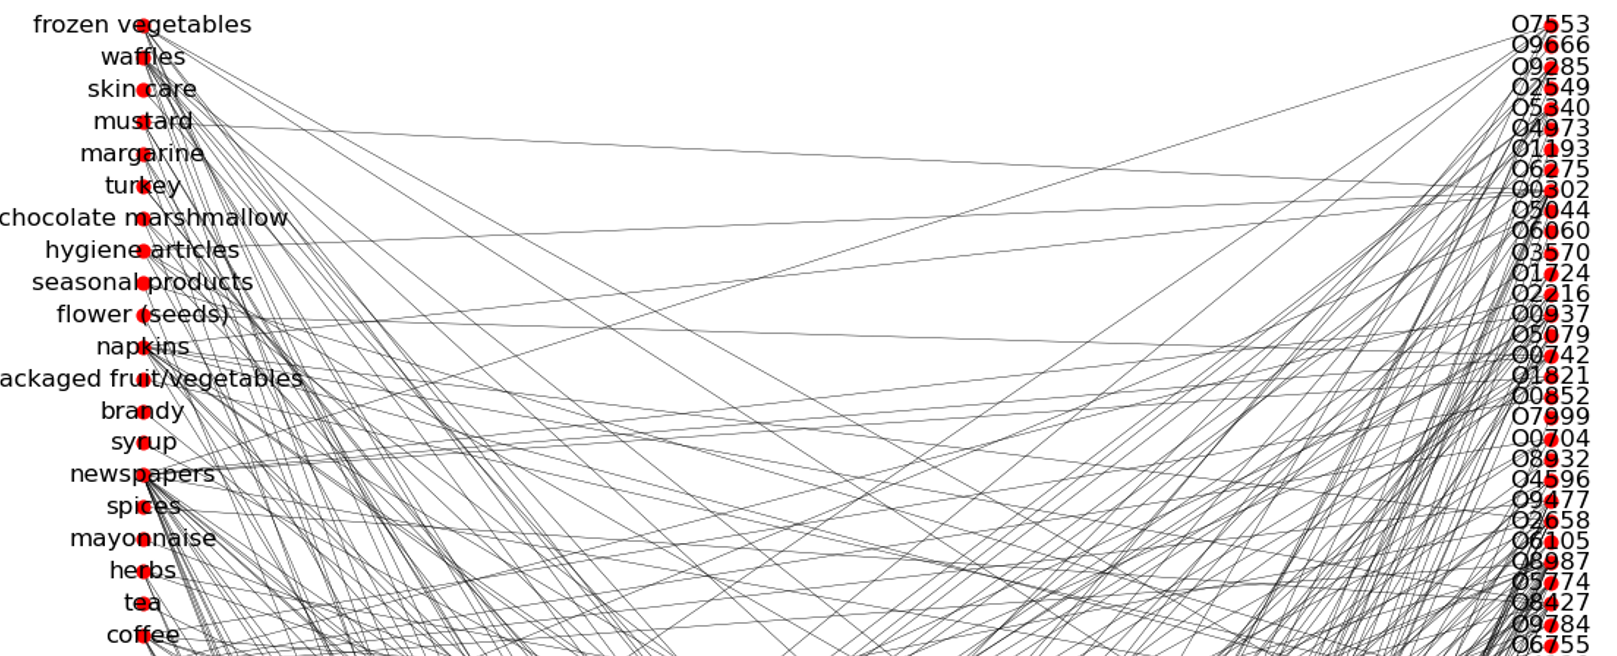 frozen vegetables
waffles
skin care
mustard
margarine
turkey
chocolate marshmallow
hygiene articles
seasonal products
flower (seeds)
napkins
ackaged fruit/vegetables
brandy
syrup
newspapers
spices
mayonnaise
herbs
tea
coffee
O7553
O9666
O9285
O2549
O5340
O4973
O1193
O6275
O0302
O5044
O6060
O3570
O1724
O2216
O0937
O5079
O0742
O1821
O0852
O7999
O0704
O8932
O4596
O9477
O2658
O6105
O8987
O5774
O8427
O9784
O6755